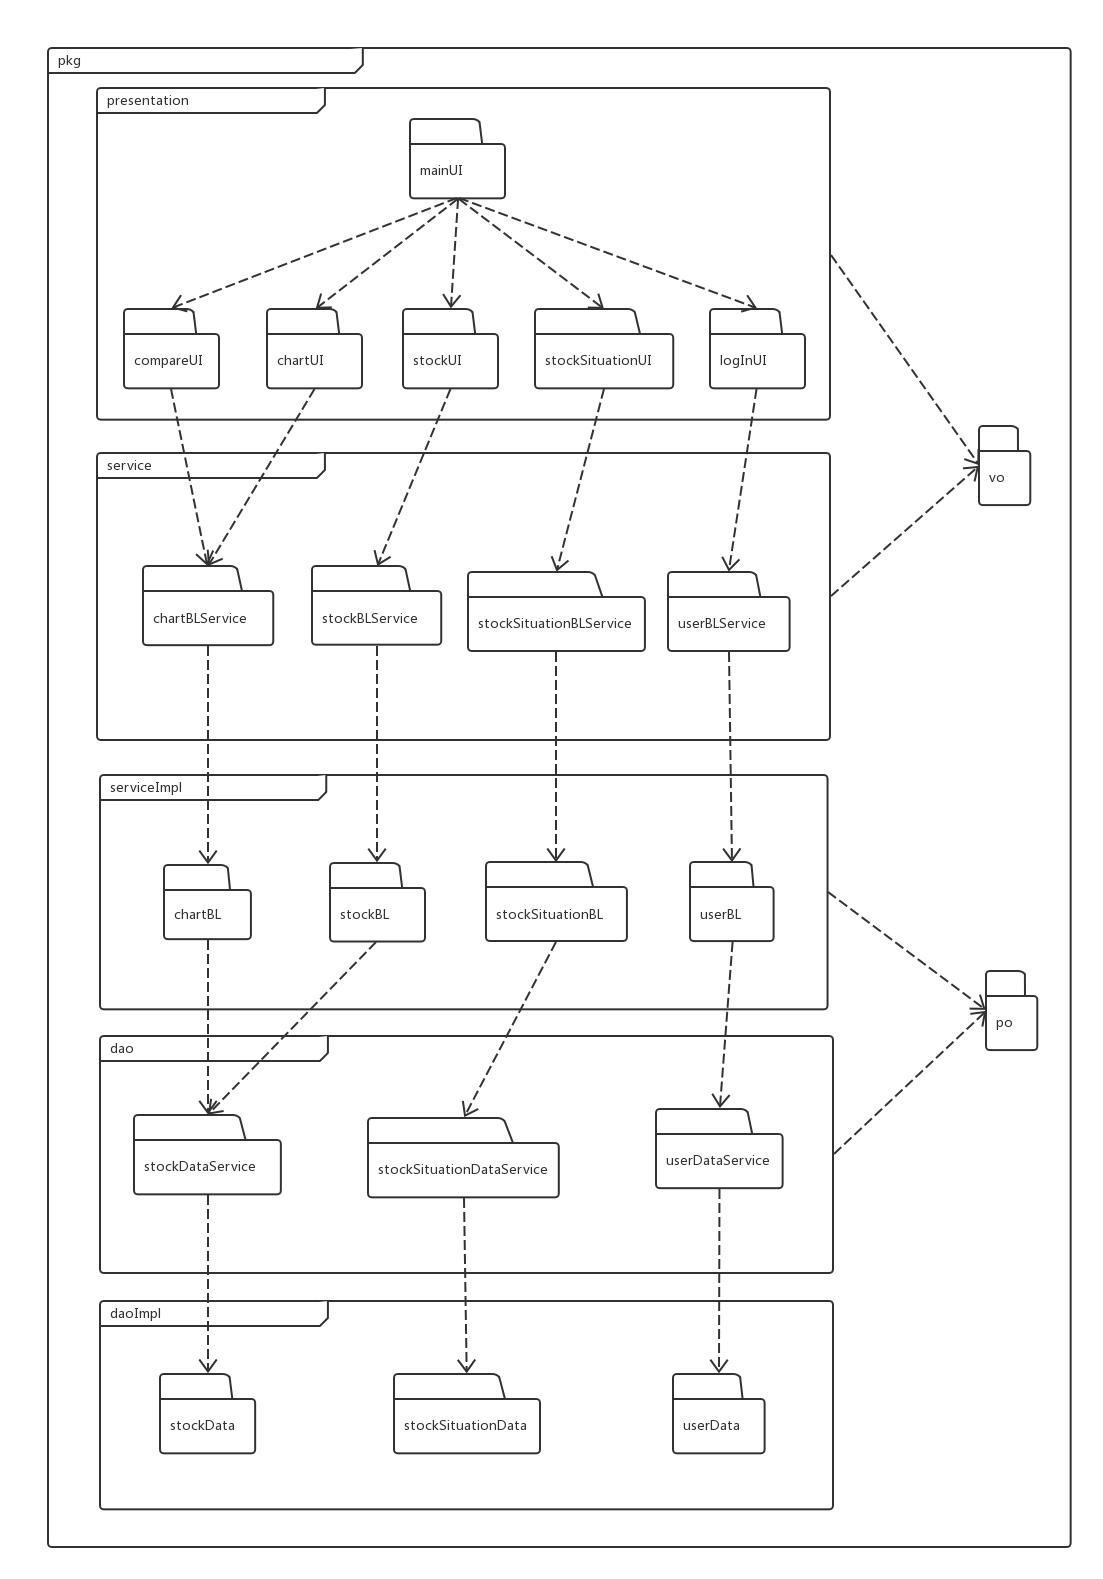 pkg
presentation
mainUI
compareUI
chartUI
stockUI
stockSituationUI
logInUI
vo
service
chartBLService
stockBLService
stockSituationBLService
userBLService
serviceImpl
chartBL
stockBL
stockSituationBL
userBL
po
dao
stockDataService
stockSituationDataService
userDataService
daoImpl
stockData
stockSituationData
userData